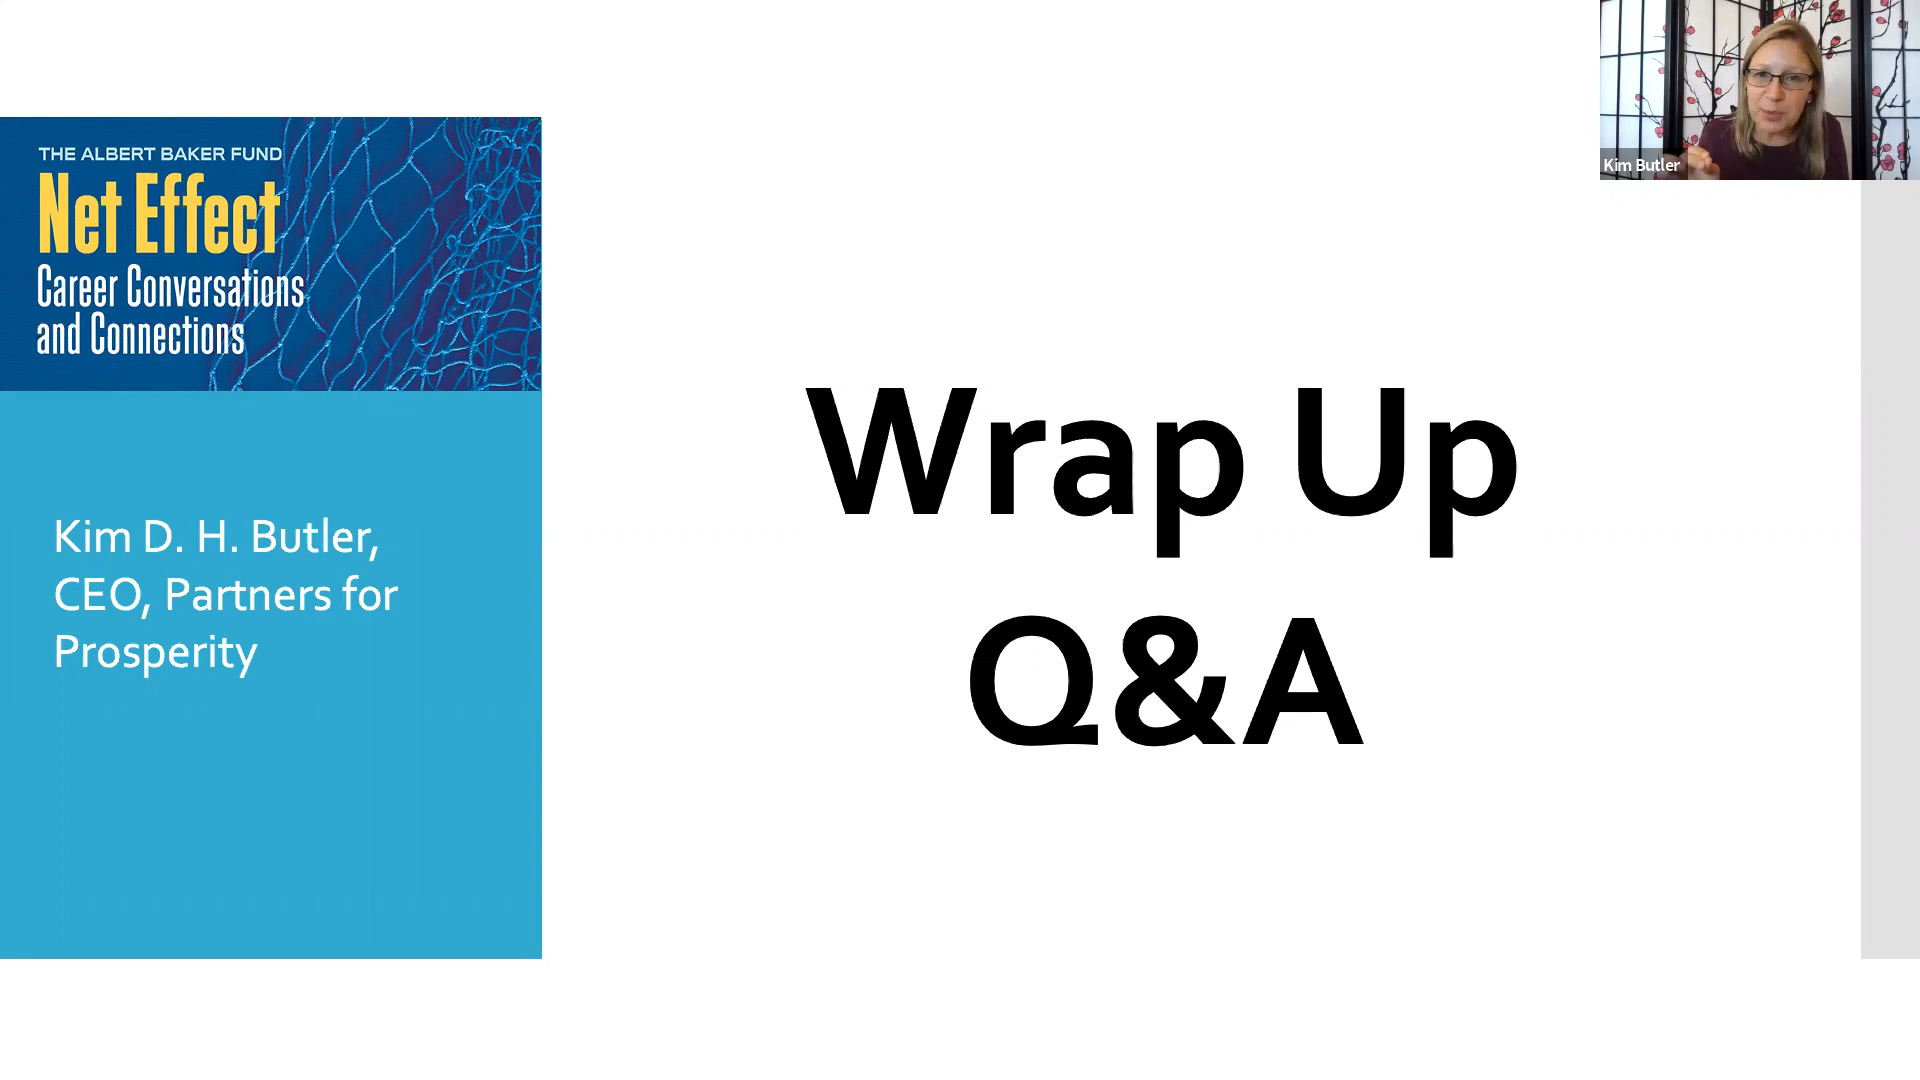 THE ALBERT BAKER FUND
Net Effect
Career Conversations
and Connections
Kim D. H. Butler,
CEO, Partners for
Prosperity
Wrap Up
Q&A
Kim Butler